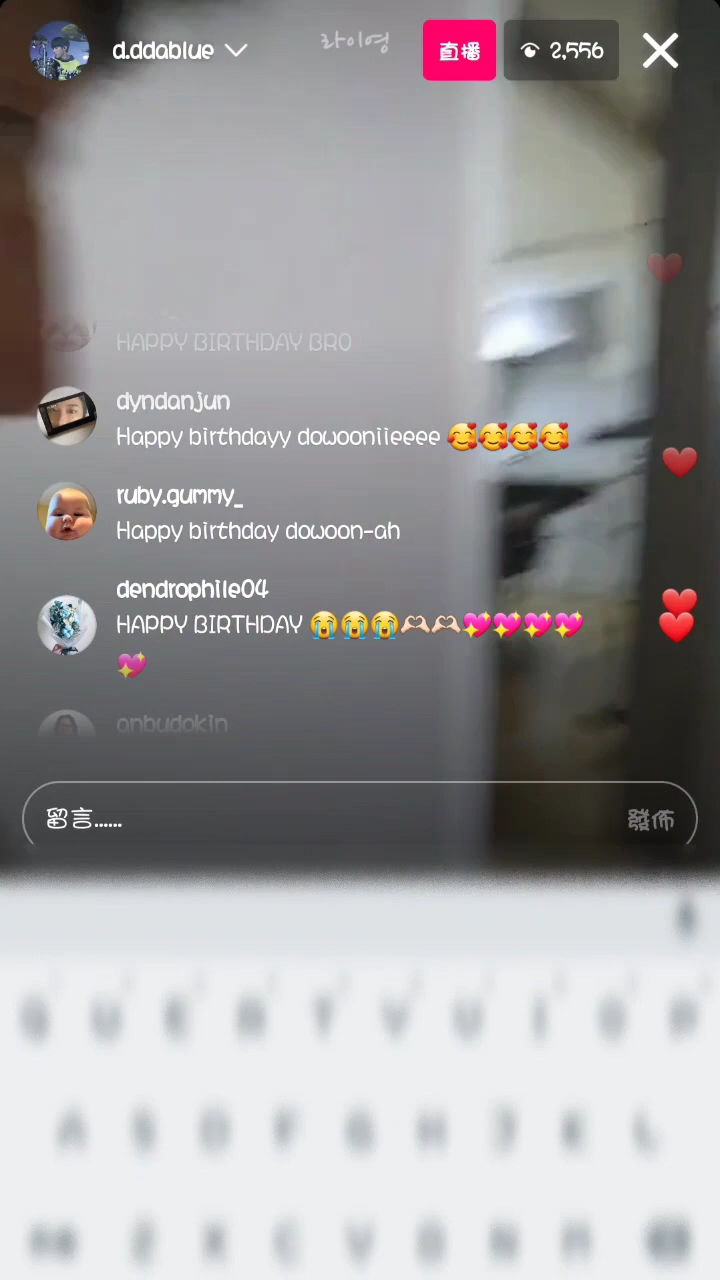 d.ddablue
라이영
直播
2,556
HAPPY BIRTHDAY BRO
dyndanjun
Happy birthdayy dowooniieeee 🥰🥰🥰🥰
ruby.gummy_
Happy birthday dowoon-ah
dendrophile04
HAPPY BIRTHDAY 😭😭😭🫶🏻🫶🏻💖💖💖💖
💖
anbudokin
留言......
發佈